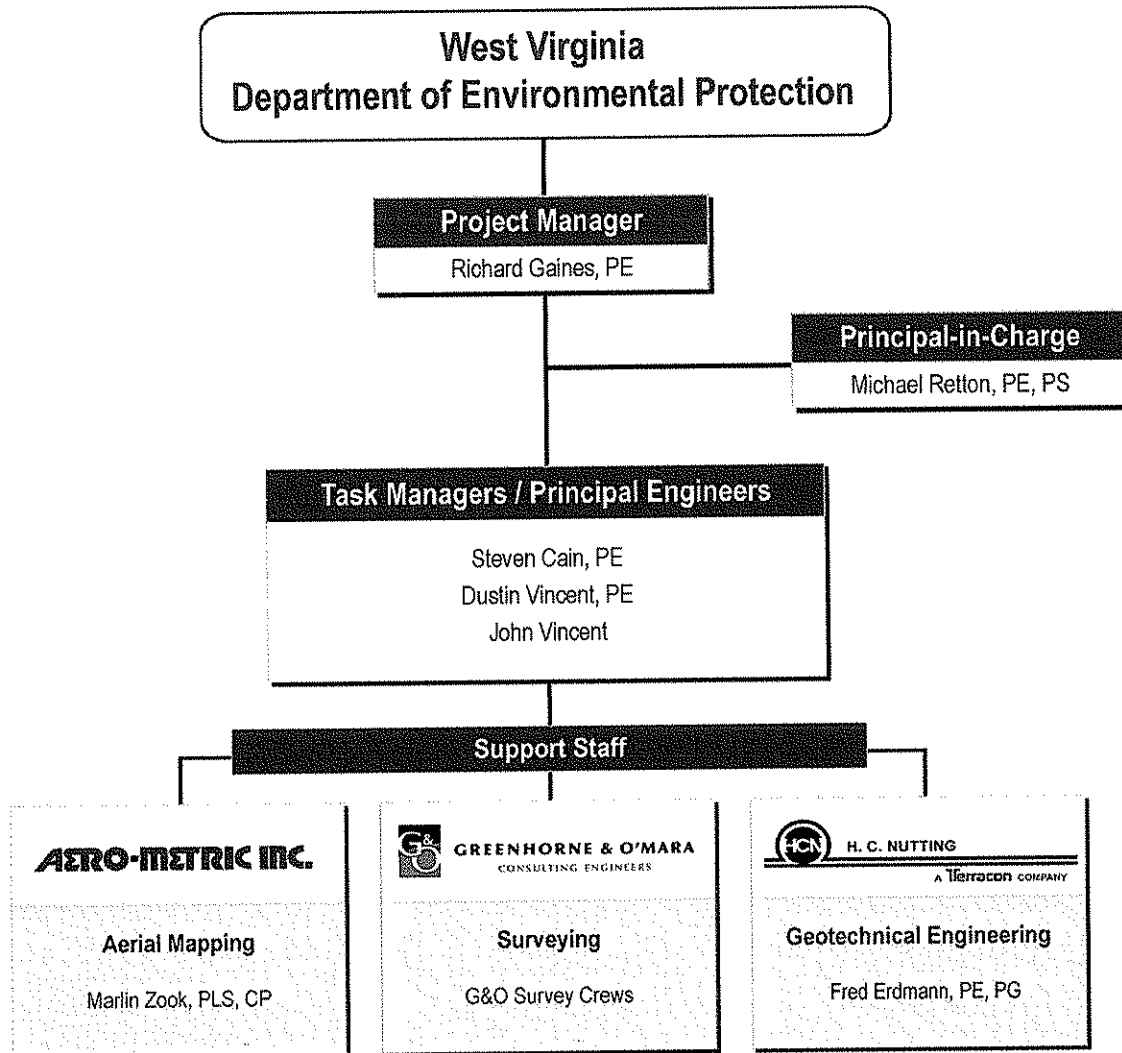 West Virginia
Department of Environmental Protection
Project Manager
Richard Gaines, PE
Principal-in-Charge
Michael Retton, PE, PS
Task Managers / Principal Engineers
Steven Cain, PE
Dustin Vincent, PE
John Vincent
Support Staff
AERO-METRIC INC.
Aerial Mapping
Marlin Zook, PLS, CP
G&O
GREENHORNE & O'MARA
CONSULTING ENGINEERS
Surveying
G&O Survey Crews
HCN
H. C. NUTTING
A Terracon COMPANY
Geotechnical Engineering
Fred Erdmann, PE, PG